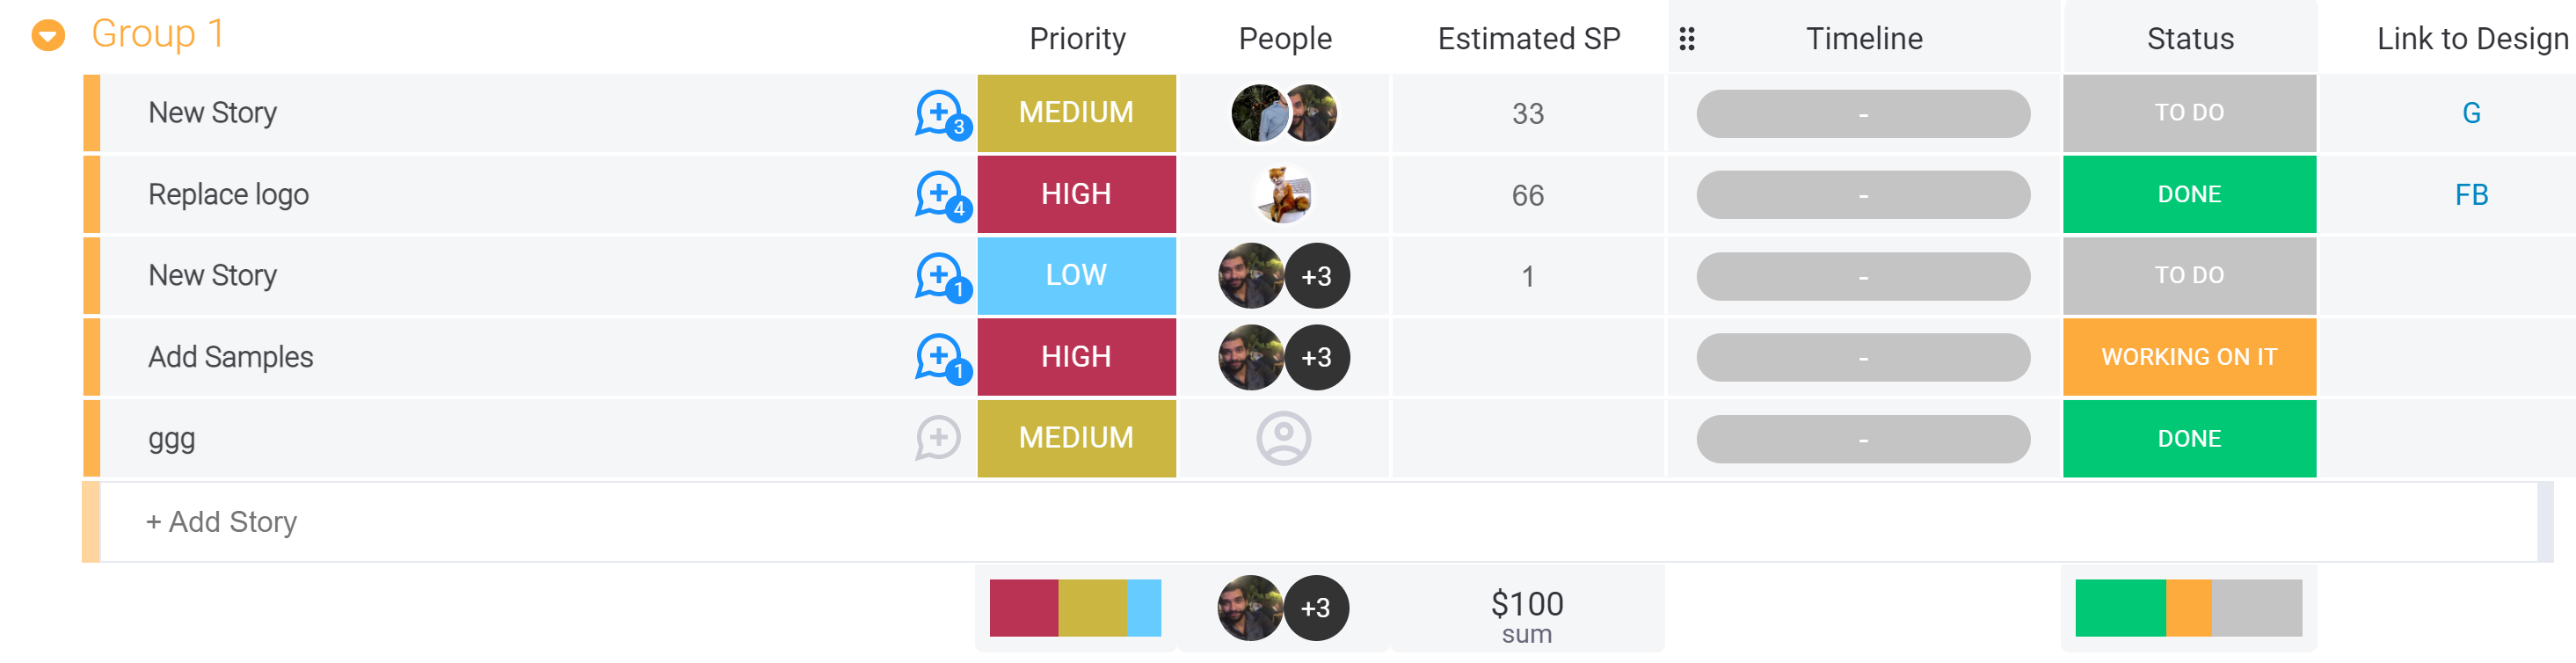 Group 1 Priority People Estimated SP Timeline Status Link to Design
New Story 3 MEDIUM 33 - TO DO G
Replace logo 4 HIGH 66 - DONE FB
New Story 1 LOW +3 1 - TO DO
Add Samples 1 HIGH +3 - WORKING ON IT
ggg MEDIUM - DONE
+ Add Story
+3 $100
sum